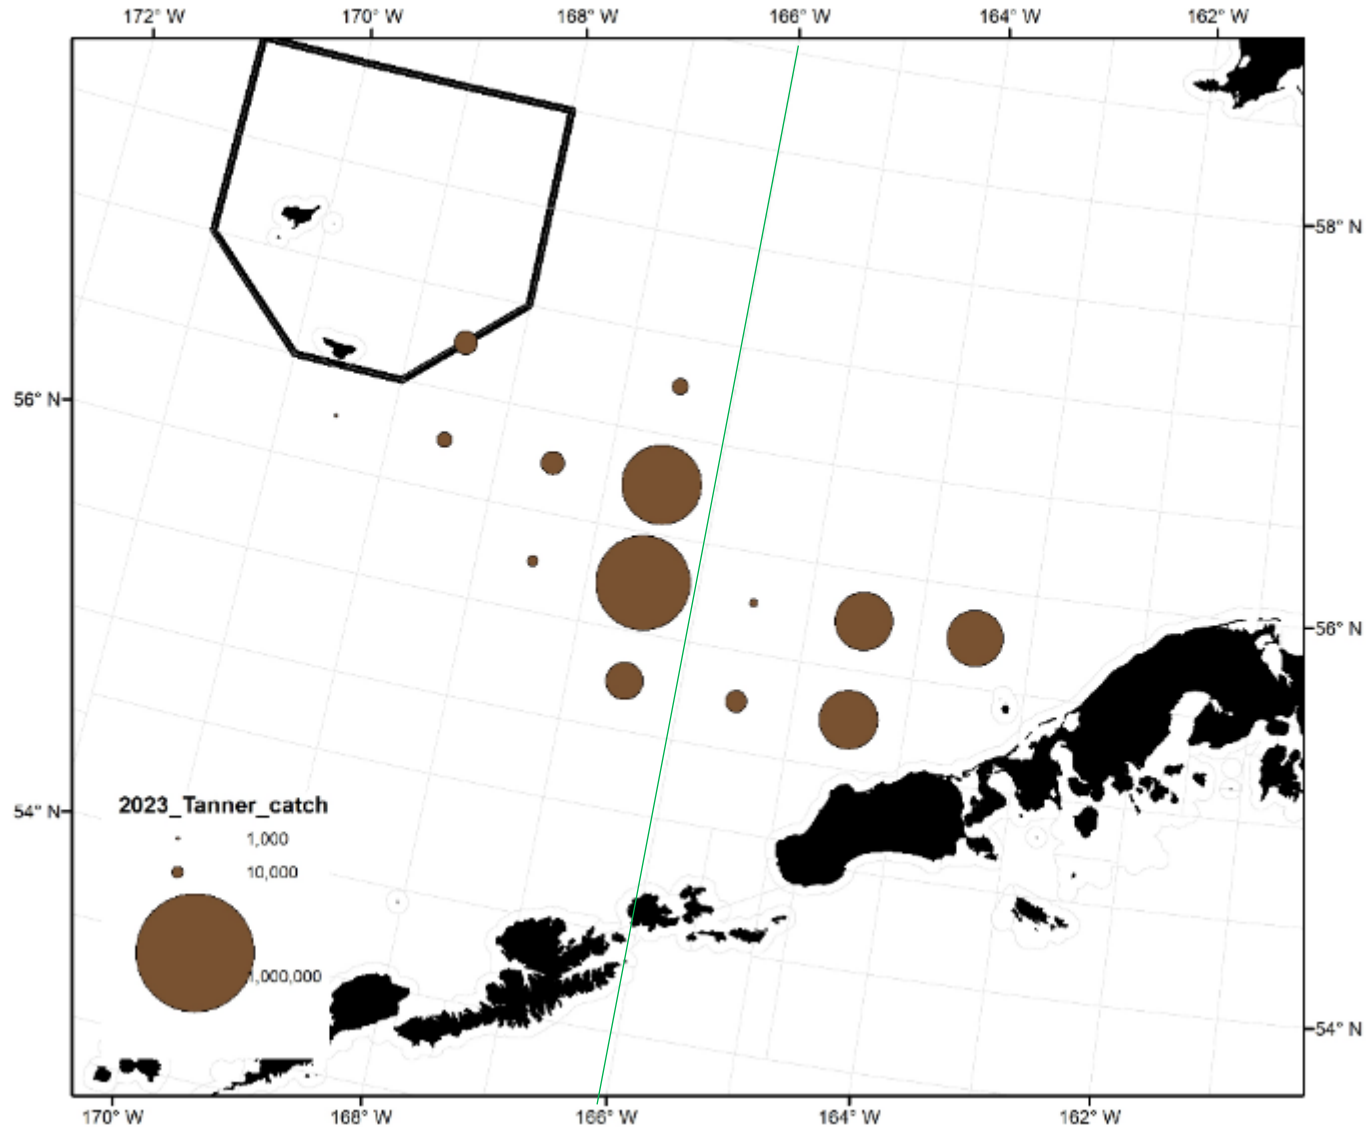 172° W 170° W 168° W 166° W 164° W 162° W
58° N
56° N
56° N
2023_Tanner_catch
54° N
1,000
10,000
1,000,000
54° N
170° W 168° W 166° W 164° W 162° W